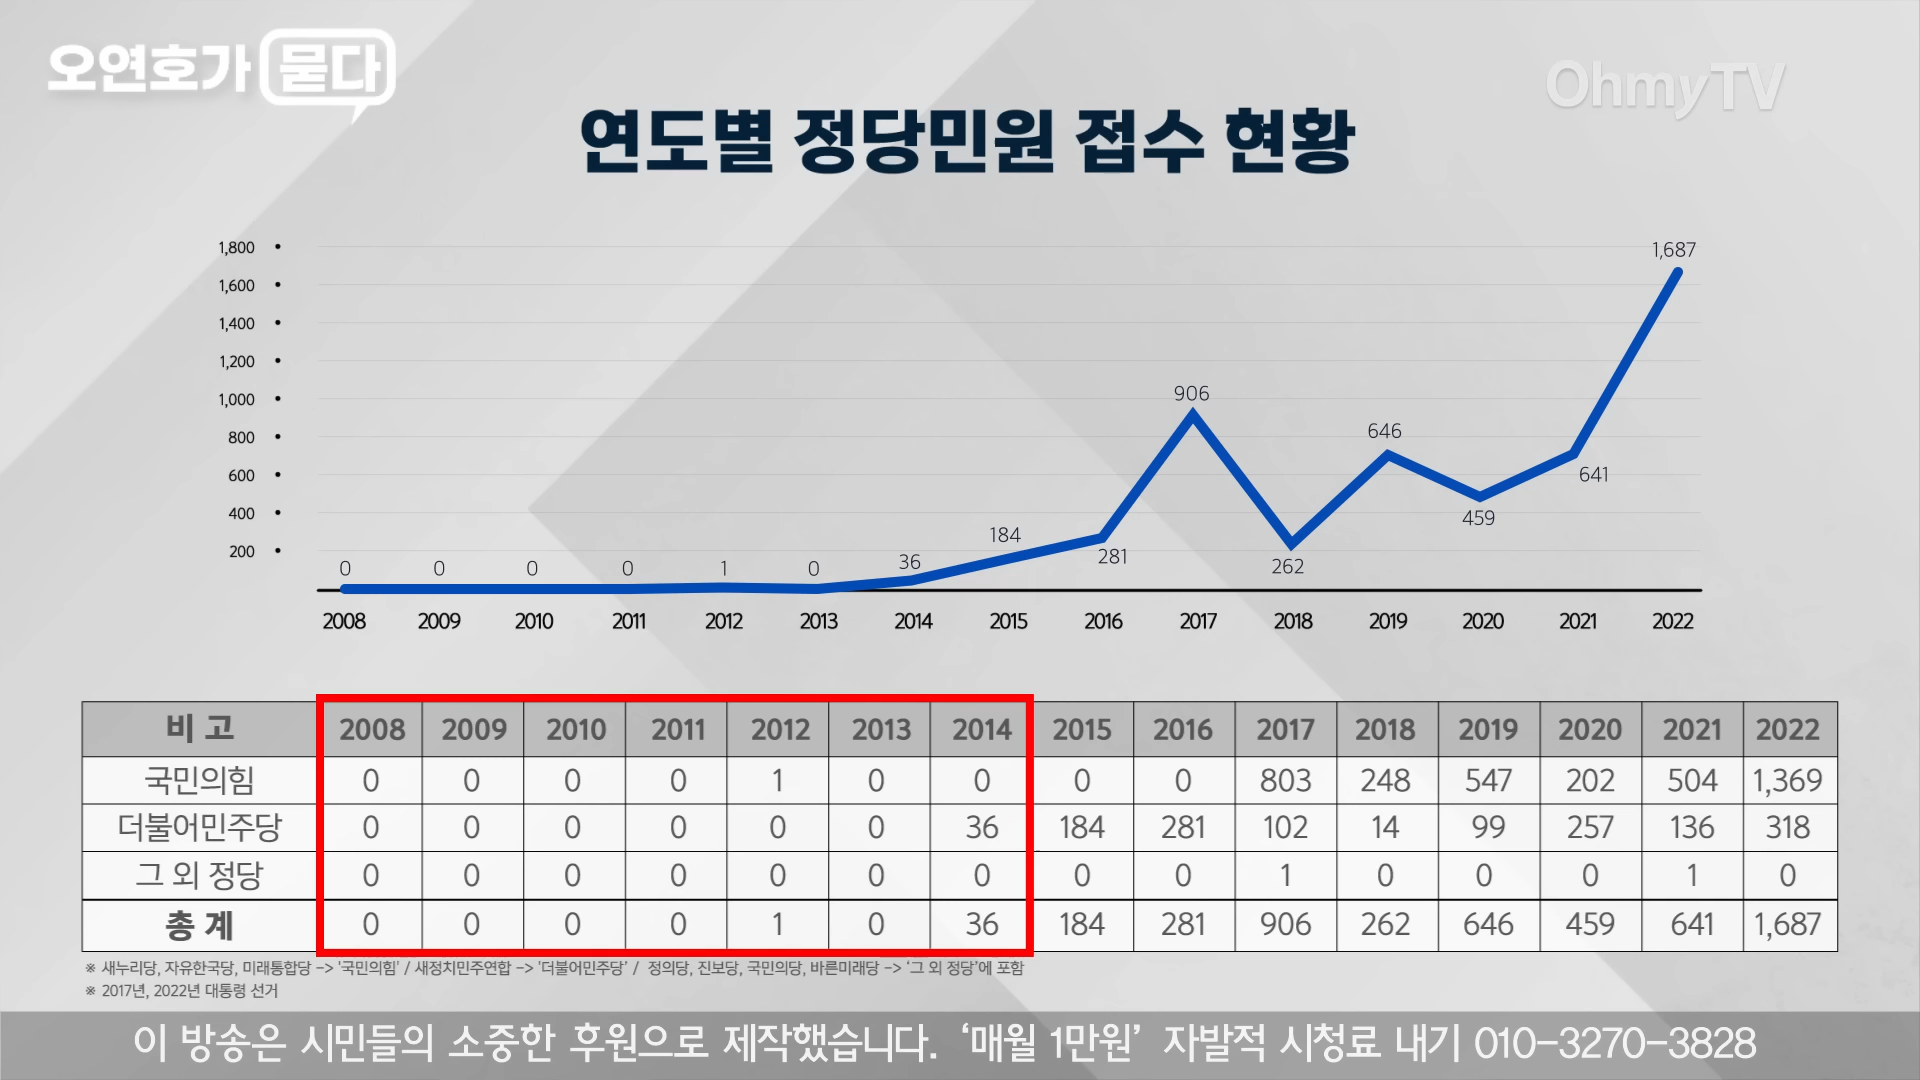 오연호가 묻다
OhmyTV
연도별 정당민원 접수 현황
1,800
1,600
1,400
1,200
1,000
800
600
400
200
0 0 0 0 1 0 36 184 281 906 262 646 459 641 1,687
2008 2009 2010 2011 2012 2013 2014 2015 2016 2017 2018 2019 2020 2021 2022
비 고 2008 2009 2010 2011 2012 2013 2014 2015 2016 2017 2018 2019 2020 2021 2022
국민의힘 0 0 0 0 1 0 0 0 0 803 248 547 202 504 1,369
더불어민주당 0 0 0 0 0 0 36 184 281 102 14 99 257 136 318
그 외 정당 0 0 0 0 0 0 0 0 0 1 0 0 0 1 0
총 계 0 0 0 0 1 0 36 184 281 906 262 646 459 641 1,687
※ 새누리당, 자유한국당, 미래통합당 -> '국민의힘' / 새정치민주연합 -> '더불어민주당' / 정의당, 진보당, 국민의당, 바른미래당 -> '그 외 정당'에 포함
※ 2017년, 2022년 대통령 선거
이 방송은 시민들의 소중한 후원으로 제작했습니다. ‘매월 1만원’ 자발적 시청료 내기 010-3270-3828